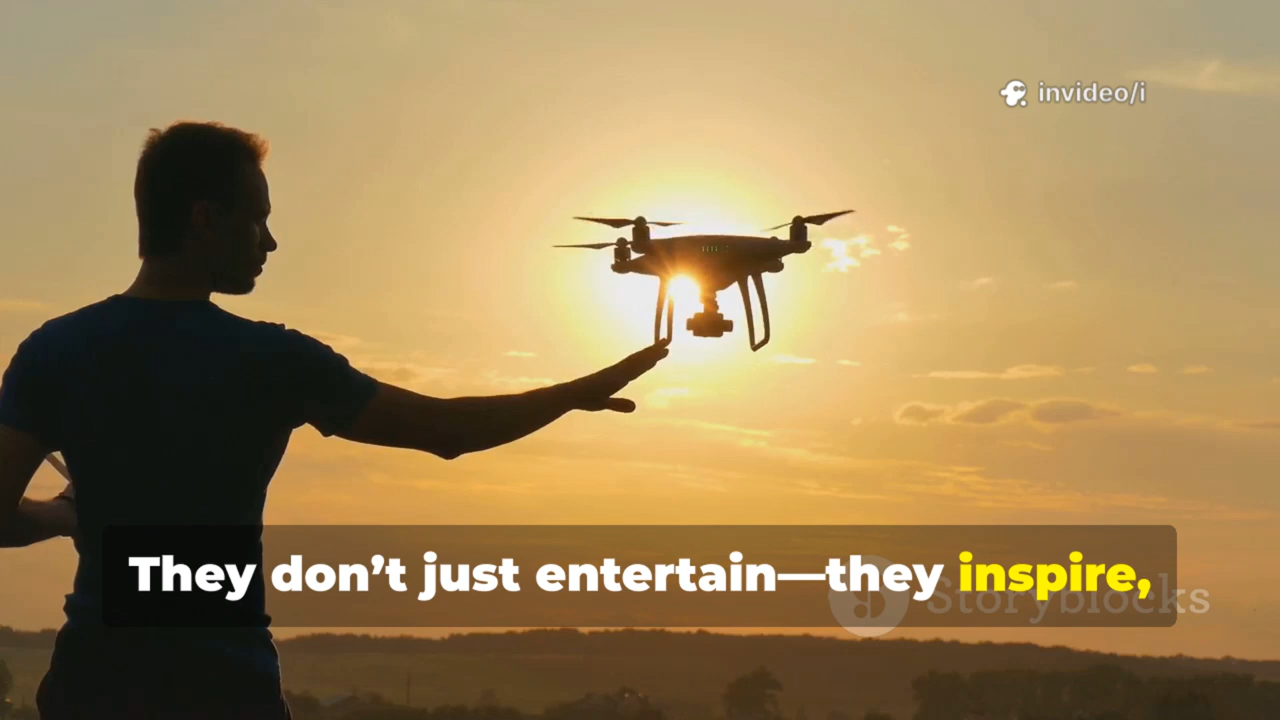 invideo/i
They don’t just entertain—they inspire,
Storyblocks